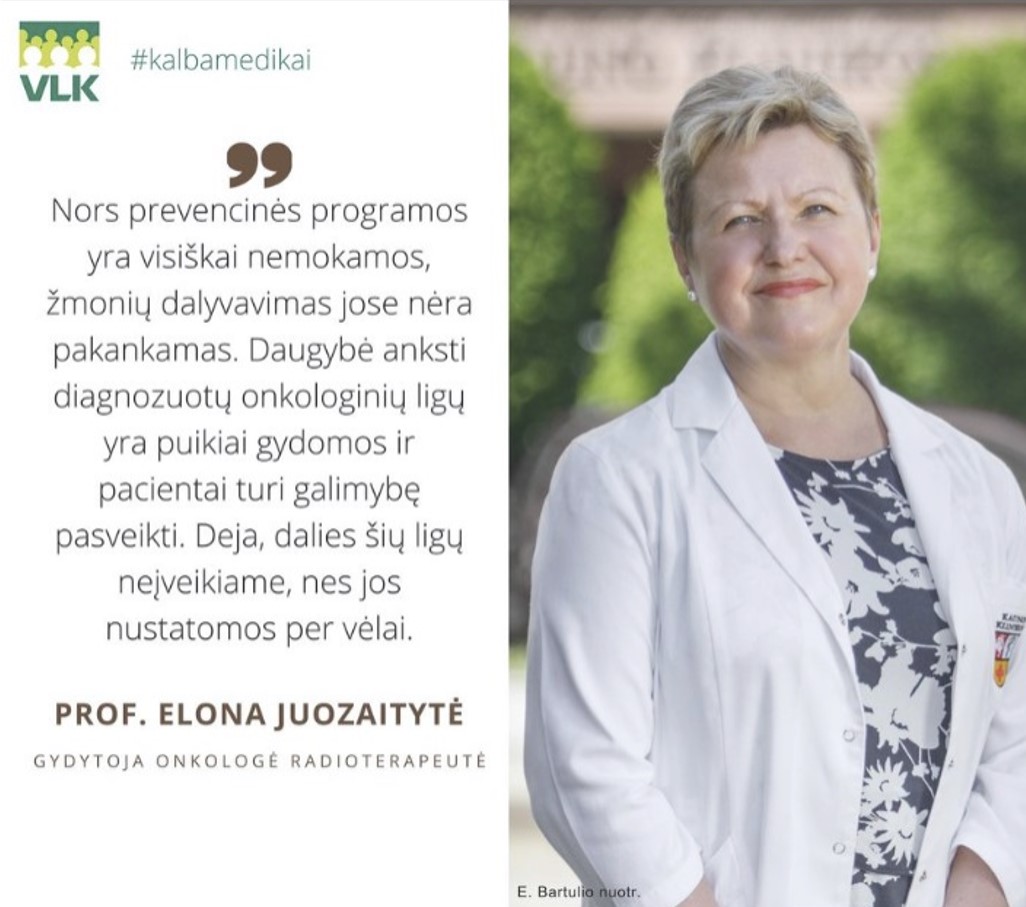 VLK
#kalbamedikai
Nors prevencinės programos
yra visiškai nemokamos,
žmonių dalyvavimas jose nėra
pakankamas. Daugybė anksti
diagnozuotų onkologinių ligų
yra puikiai gydomos ir
pacientai turi galimybę
pasveikti. Deja, dalies šių ligų
neįveikiame, nes jos
nustatomos per vėlai.
PROF. ELONA JUOZAITYTĖ
GYDYTOJA ONKOLOGĖ RADIOTERAPEUTĖ
E. Bartulio nuotr.